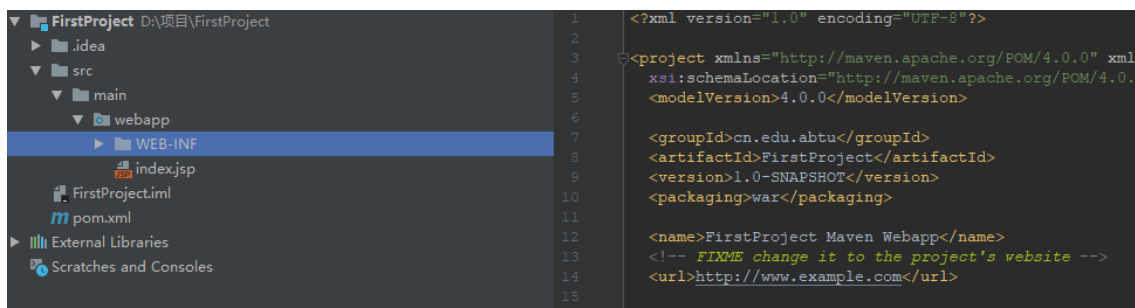 FirstProject D:\项目\FirstProject
.idea
src
main
webapp
WEB-INF
index.jsp
FirstProject.iml
pom.xml
External Libraries
Scratches and Consoles
1 <?xml version="1.0" encoding="UTF-8"?>
2
3 <project xmlns="http://maven.apache.org/POM/4.0.0" xml
4 xsi:schemaLocation="http://maven.apache.org/POM/4.0.
5 <modelVersion>4.0.0</modelVersion>
6
7 <groupId>cn.edu.abtu</groupId>
8 <artifactId>FirstProject</artifactId>
9 <version>1.0-SNAPSHOT</version>
10 <packaging>war</packaging>
11
12 <name>FirstProject Maven Webapp</name>
13 <!-- FIXME change it to the project's website -->
14 <url>http://www.example.com</url>
15